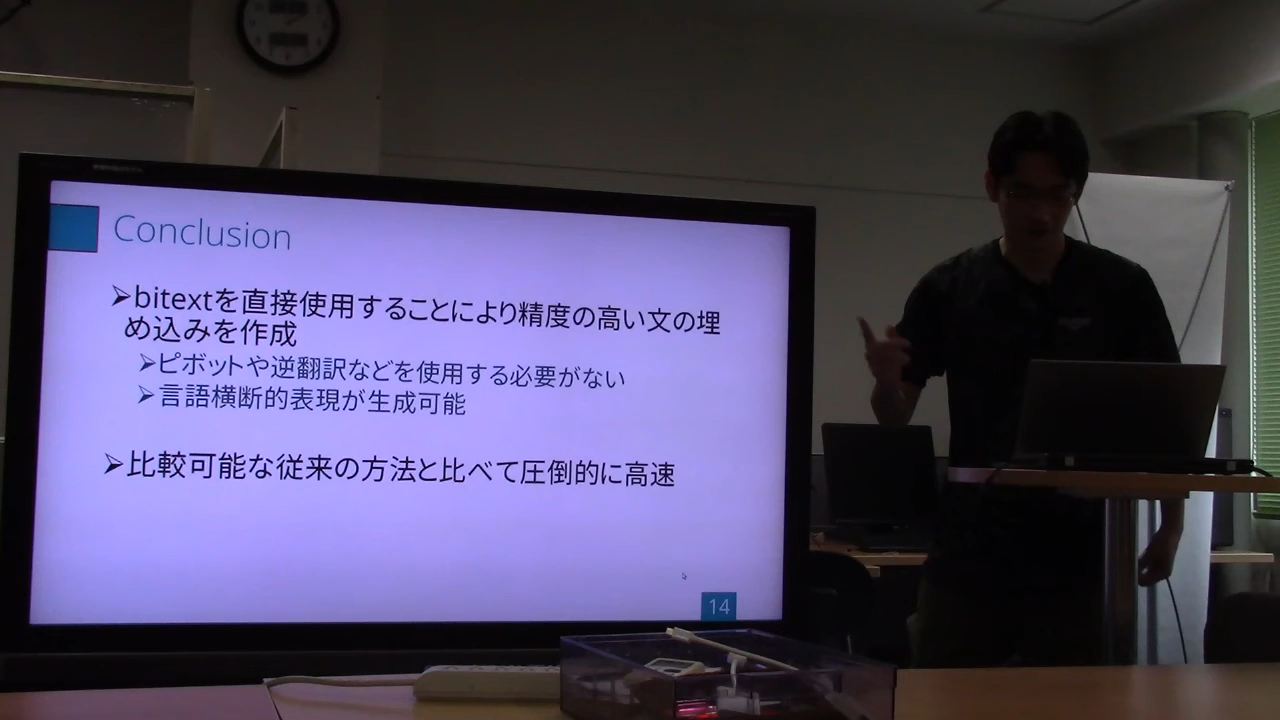 Conclusion
➢bitextを直接使用することにより精度の高い文の埋
め込みを作成
➢ピボットや逆翻訳などを使用する必要がない
➢言語横断的表現が生成可能
➢比較可能な従来の方法と比べて圧倒的に高速
14